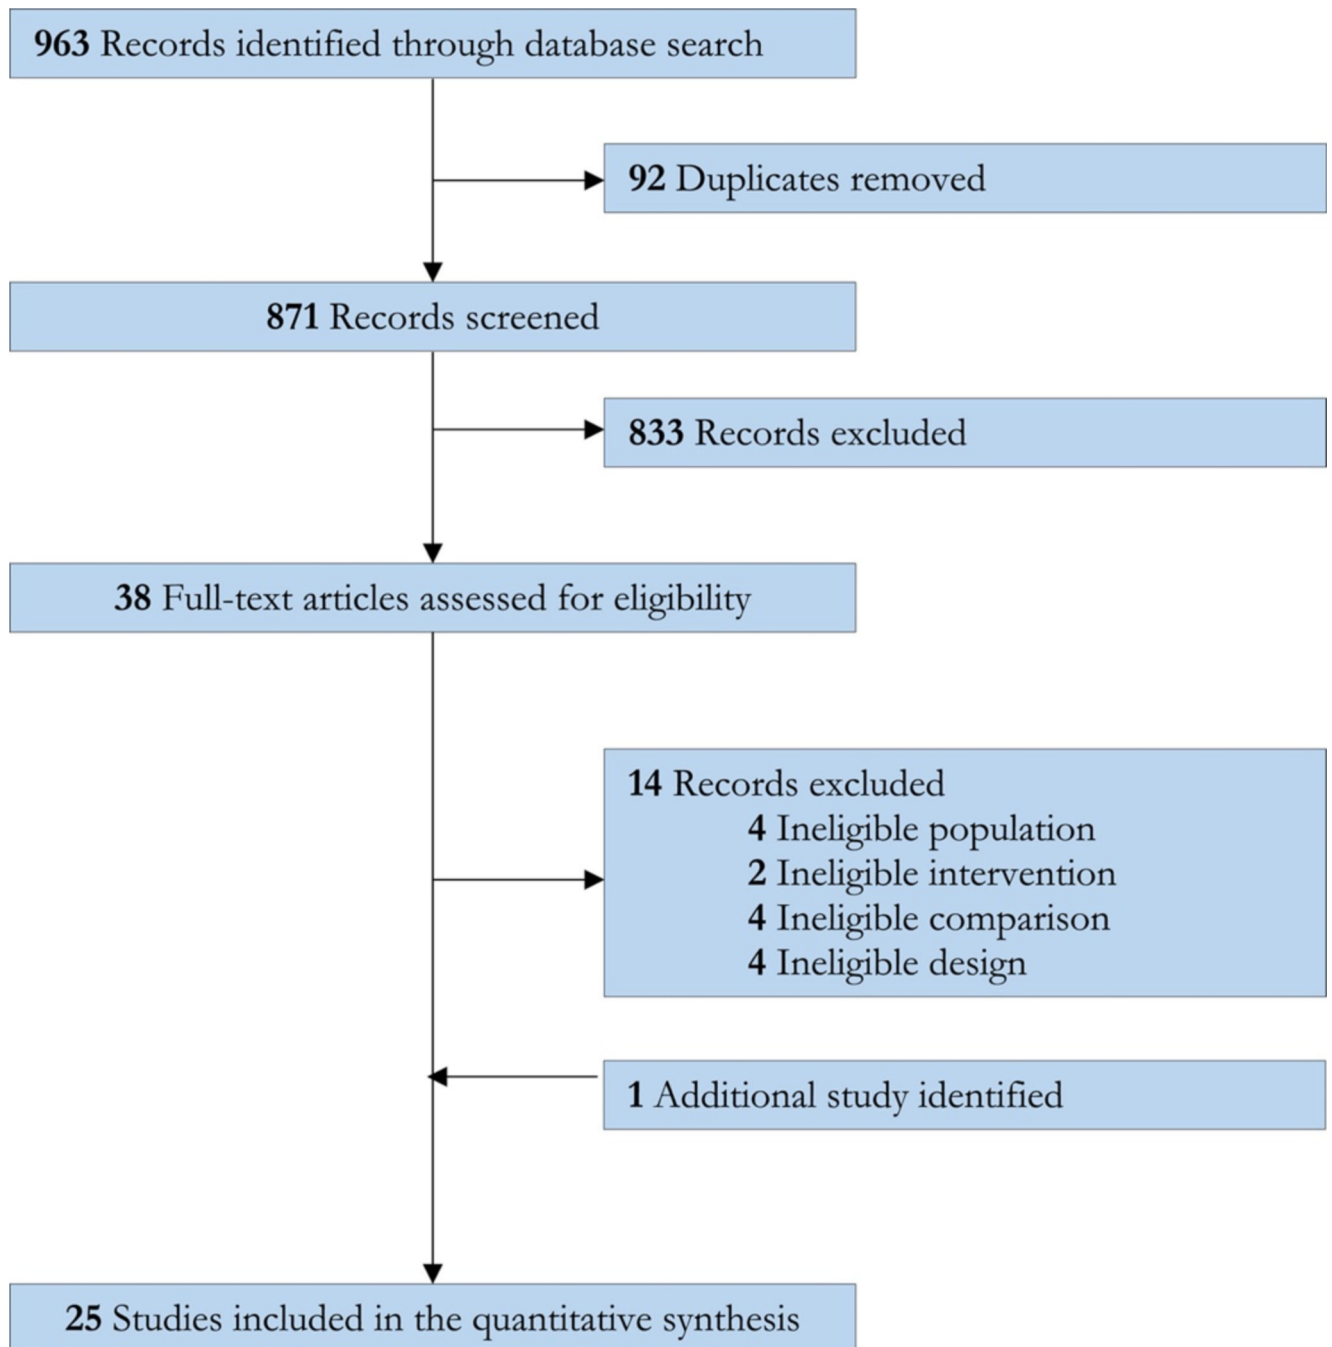 963 Records identified through database search
92 Duplicates removed
871 Records screened
833 Records excluded
38 Full-text articles assessed for eligibility
14 Records excluded
4 Ineligible population
2 Ineligible intervention
4 Ineligible comparison
4 Ineligible design
1 Additional study identified
25 Studies included in the quantitative synthesis